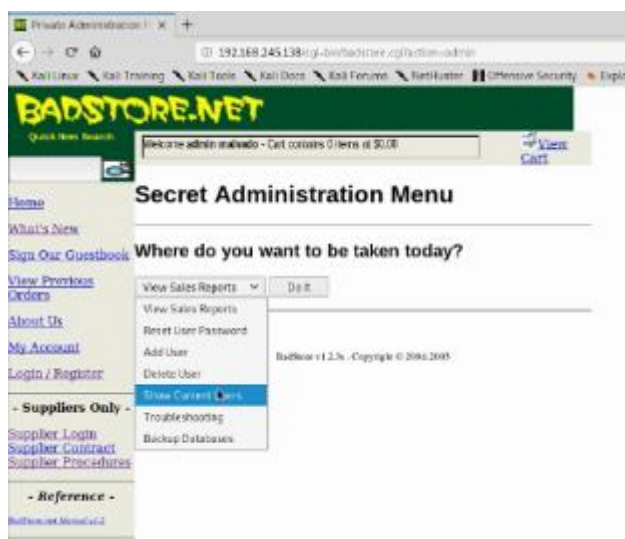 Private Administration
192.168.245.138/cgi-bin/badstore.cgi?action=admin
Kali Linux Kali Training Kali Tools Kali Docs Kali Forums NetHunter Offensive Security
BADSTORE.NET
Quick Item Search
Welcome admin malvado - Cart contains 0 items at $0.00
View Cart
Home
What's New
Sign Our Guestbook
View Previous
Orders
About Us
My Account
Login / Register
- Suppliers Only -
Supplier Login
Supplier Contract
Supplier Procedures
- Reference -
BadStore.net Manual v1.2
Secret Administration Menu
Where do you want to be taken today?
View Sales Reports
Do It
View Sales Reports
Reset User Password
Add User
Delete User
Show Current Users
Troubleshooting
Backup Databases
BadStore v1.2.3s - Copyright © 2004-2005